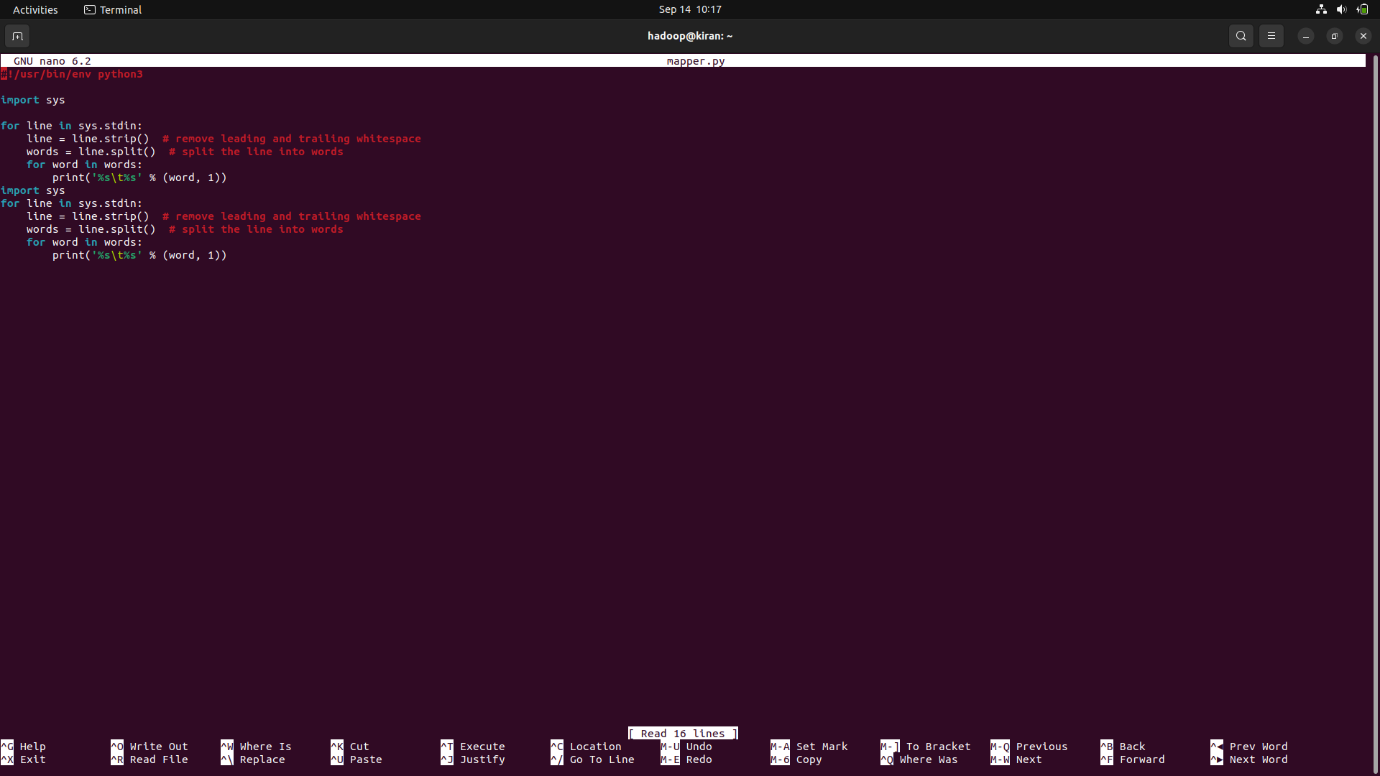 Activities Terminal Sep 14 10:17
hadoop@kiran: ~
GNU nano 6.2 mapper.py
#!/usr/bin/env python3

import sys

for line in sys.stdin:
    line = line.strip()  # remove leading and trailing whitespace
    words = line.split()  # split the line into words
    for word in words:
        print('%s\t%s' % (word, 1))
import sys
for line in sys.stdin:
    line = line.strip()  # remove leading and trailing whitespace
    words = line.split()  # split the line into words
    for word in words:
        print('%s\t%s' % (word, 1))
[ Read 16 lines ]
^G Help ^O Write Out ^W Where Is ^K Cut ^T Execute ^C Location M-U Undo M-A Set Mark M-] To Bracket M-Q Previous ^B Back ^◀ Prev Word
^X Exit ^R Read File ^\ Replace ^U Paste ^J Justify ^/ Go To Line M-E Redo M-6 Copy ^Q Where Was M-W Next ^F Forward ^▶ Next Word